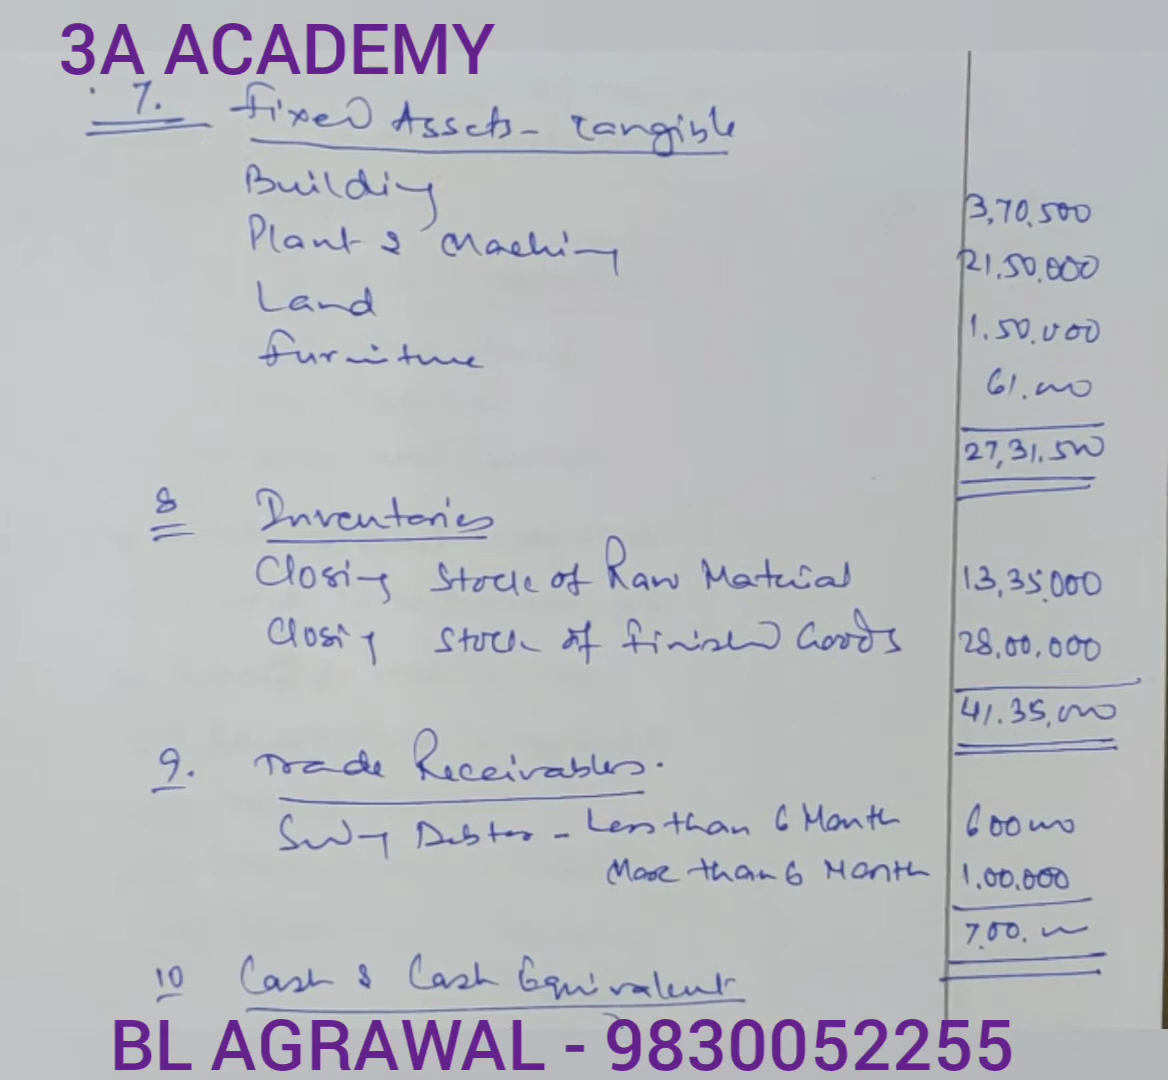 3A ACADEMY
7. Fixed Assets - Tangible
Building 3,70,500
Plant & Machinery 21,50,000
Land 1,50,000
Furniture 61,000
27,31,500
8 Inventories
Closing Stock of Raw Material 13,35,000
Closing Stock of Finished Goods 28,00,000
41,35,000
9. Trade Receivables.
Sundry Debtors - Less than 6 Month 600000
More than 6 Month 1,00,000
7,00,000
10 Cash & Cash Equivalent
BL AGRAWAL - 9830052255